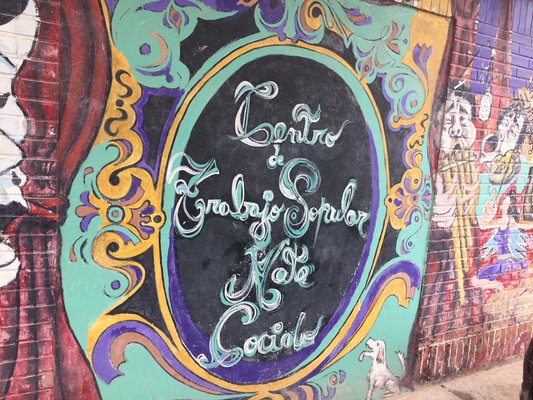 Centro
de
Trabajo Popular
Mate
Cocido